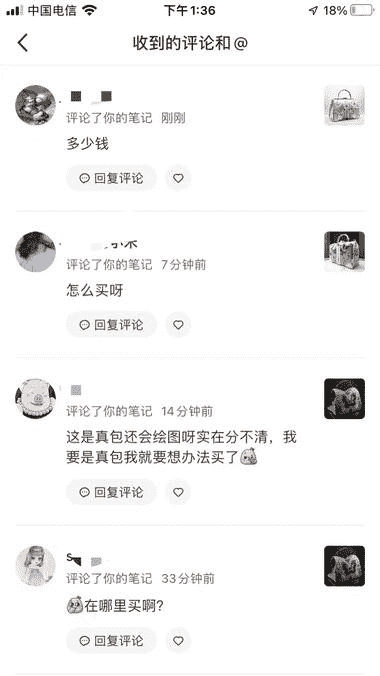 中国电信
下午1:36
18%
收到的评论和@
评论了你的笔记 刚刚
多少钱
回复评论
评论了你的笔记 7分钟前
怎么买呀
回复评论
评论了你的笔记 14分钟前
这是真包还会绘图呀实在分不清，我
要是真包我就要想办法买了
回复评论
评论了你的笔记 33分钟前
在哪里买啊?
回复评论